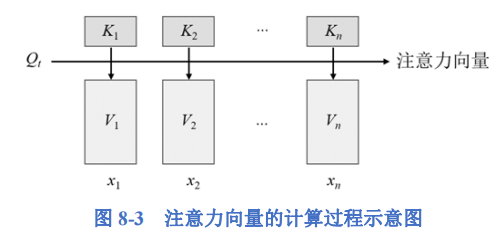 K₁ K₂ ... Kₙ
Qₜ 注意力向量
V₁ V₂ ... Vₙ
x₁ x₂ xₙ
图 8-3 注意力向量的计算过程示意图